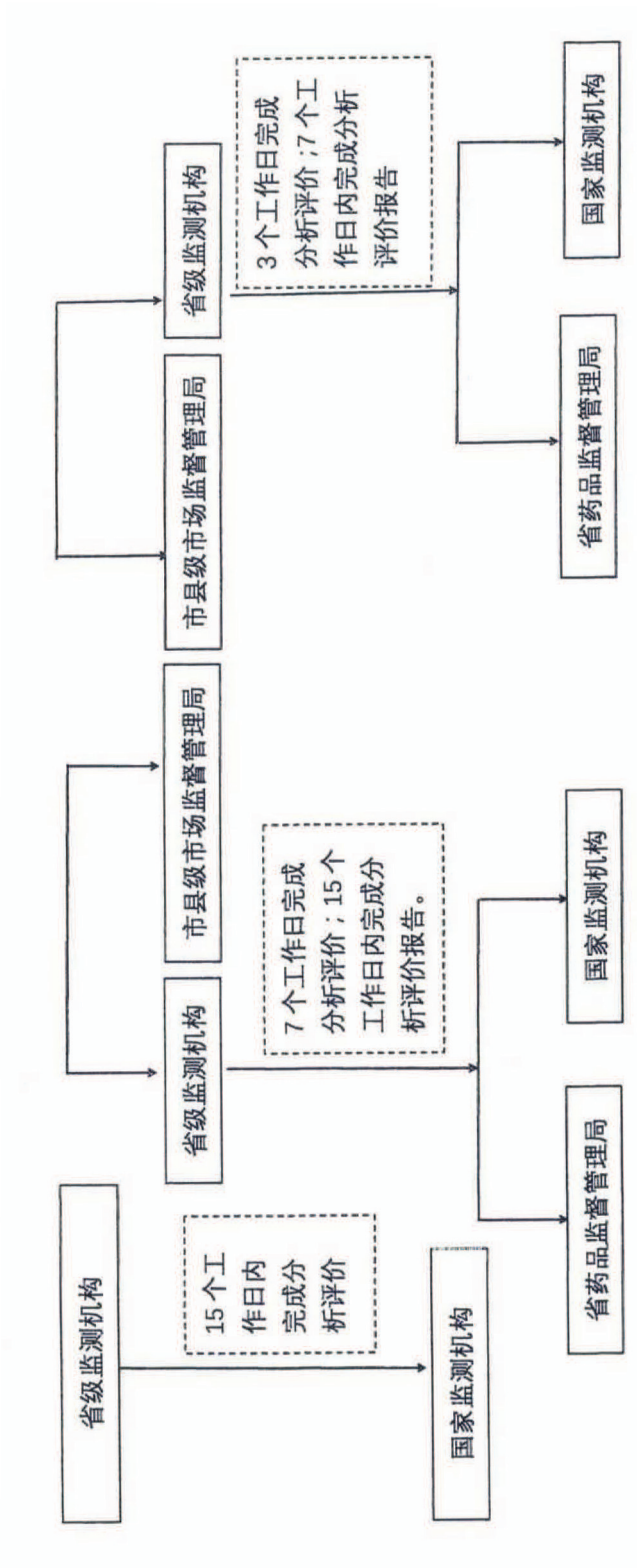 省级监测机构
15 个工
作日内
完成分
析评价
国家监测机构
省级监测机构
市县级市场监督管理局
7 个工作日完成
分析评价；15 个
工作日内完成分
析评价报告。
省药品监督管理局
国家监测机构
市县级市场监督管理局
省级监测机构
3 个工作日完成
分析评价；7 个工
作日内完成分析
评价报告
省药品监督管理局
国家监测机构